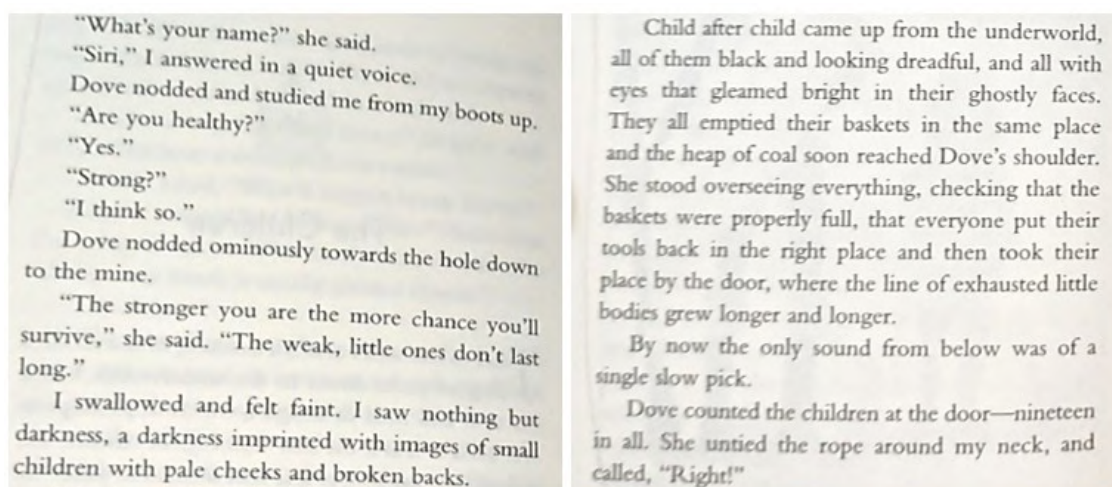 “What’s your name?” she said.
“Siri,” I answered in a quiet voice.
Dove nodded and studied me from my boots up.
“Are you healthy?”
“Yes.”
“Strong?”
“I think so.”
Dove nodded ominously towards the hole down
to the mine.
“The stronger you are the more chance you’ll
survive,” she said. “The weak, little ones don’t last
long.”
I swallowed and felt faint. I saw nothing but
darkness, a darkness imprinted with images of small
children with pale cheeks and broken backs.
Child after child came up from the underworld,
all of them black and looking dreadful, and all with
eyes that gleamed bright in their ghostly faces.
They all emptied their baskets in the same place
and the heap of coal soon reached Dove’s shoulder.
She stood overseeing everything, checking that the
baskets were properly full, that everyone put their
tools back in the right place and then took their
place by the door, where the line of exhausted little
bodies grew longer and longer.
By now the only sound from below was of a
single slow pick.
Dove counted the children at the door—nineteen
in all. She untied the rope around my neck, and
called, “Right!”